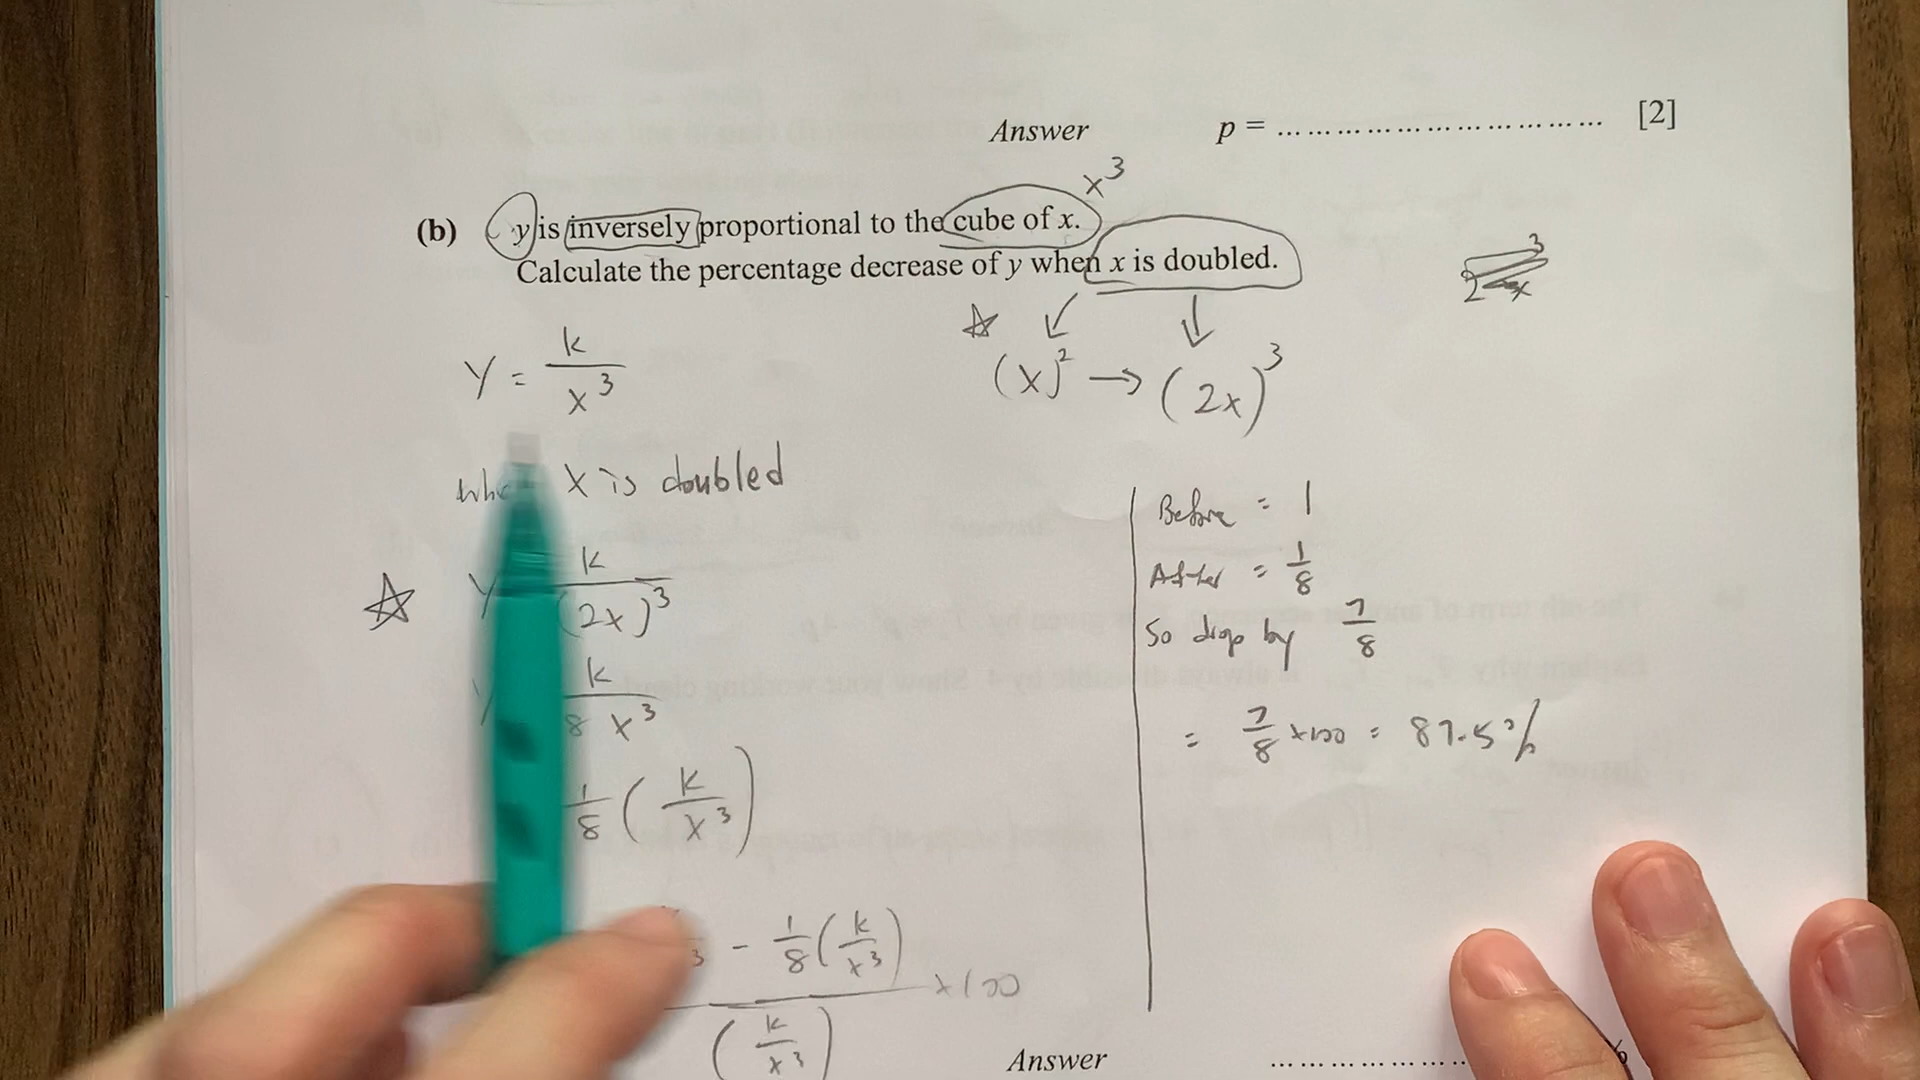 Answer p = .............................. [2]
x³
(b) y is inversely proportional to the cube of x.
Calculate the percentage decrease of y when x is doubled.
(x)² → (2x)³
y = k/x³
x is doubled
k/(2x)³
k/8x³
1/8 (k/x³)
- 1/8 (k/x³)
x100
(k/x³)
Before = 1
After = 1/8
So drop by 7/8
= 7/8 x100 = 87.5%
Answer ....................